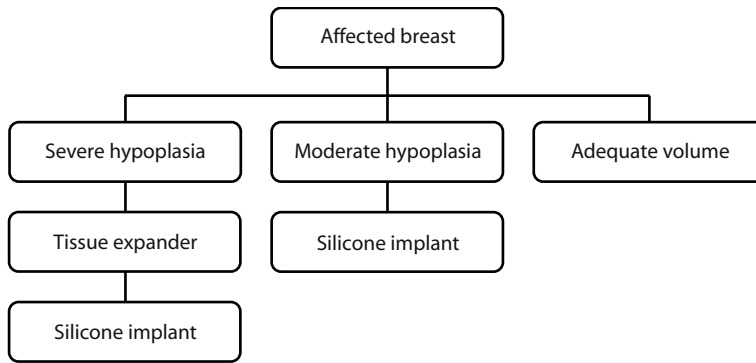 Affected breast
Severe hypoplasia
Moderate hypoplasia
Adequate volume
Tissue expander
Silicone implant
Silicone implant